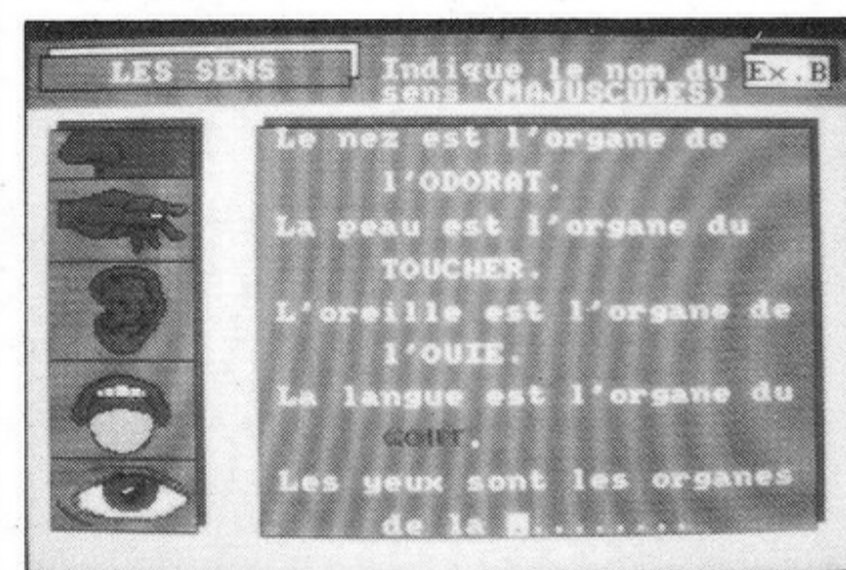 LES SENS
Indique le nom du
sens (MAJUSCULES)
Ex.B
Le nez est l'organe de
l'ODORAT.
La peau est l'organe du
TOUCHER.
L'oreille est l'organe de
l'OUIE.
La langue est l'organe du
GOUT.
Les yeux sont les organes
de la .........